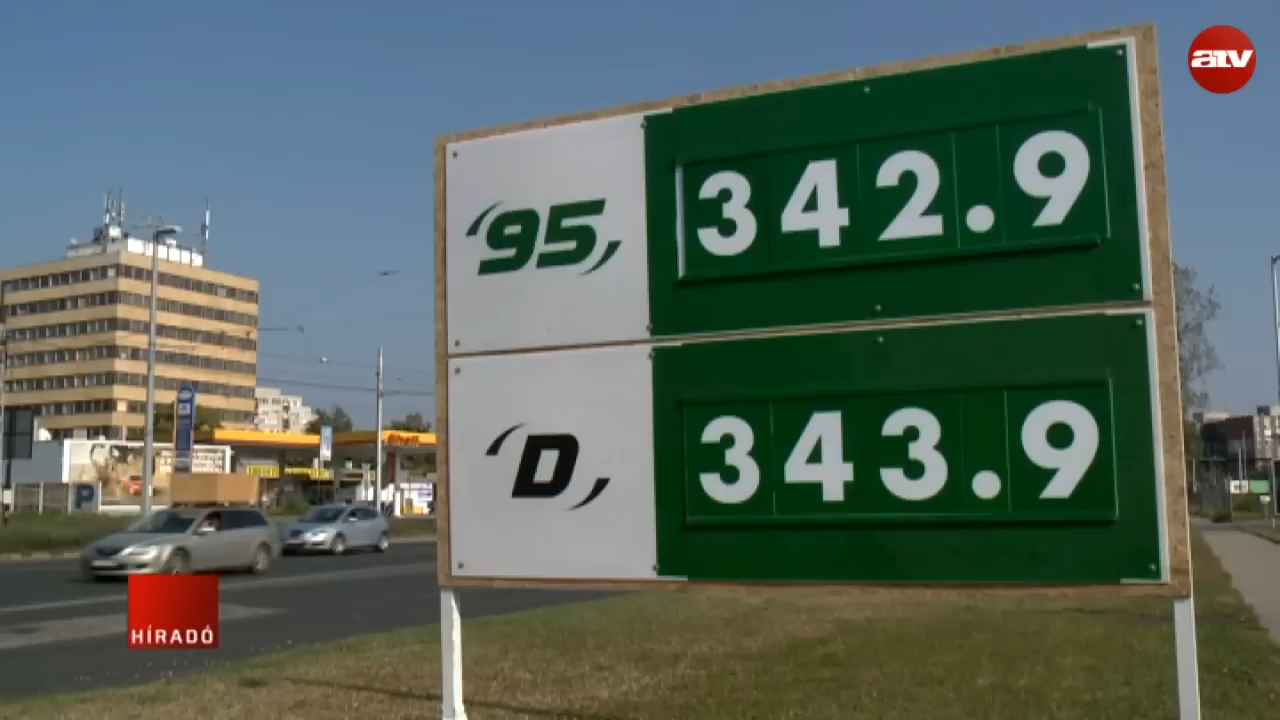 atv
'95,
342.9
D,
343.9
Shell
P
HÍRADÓ